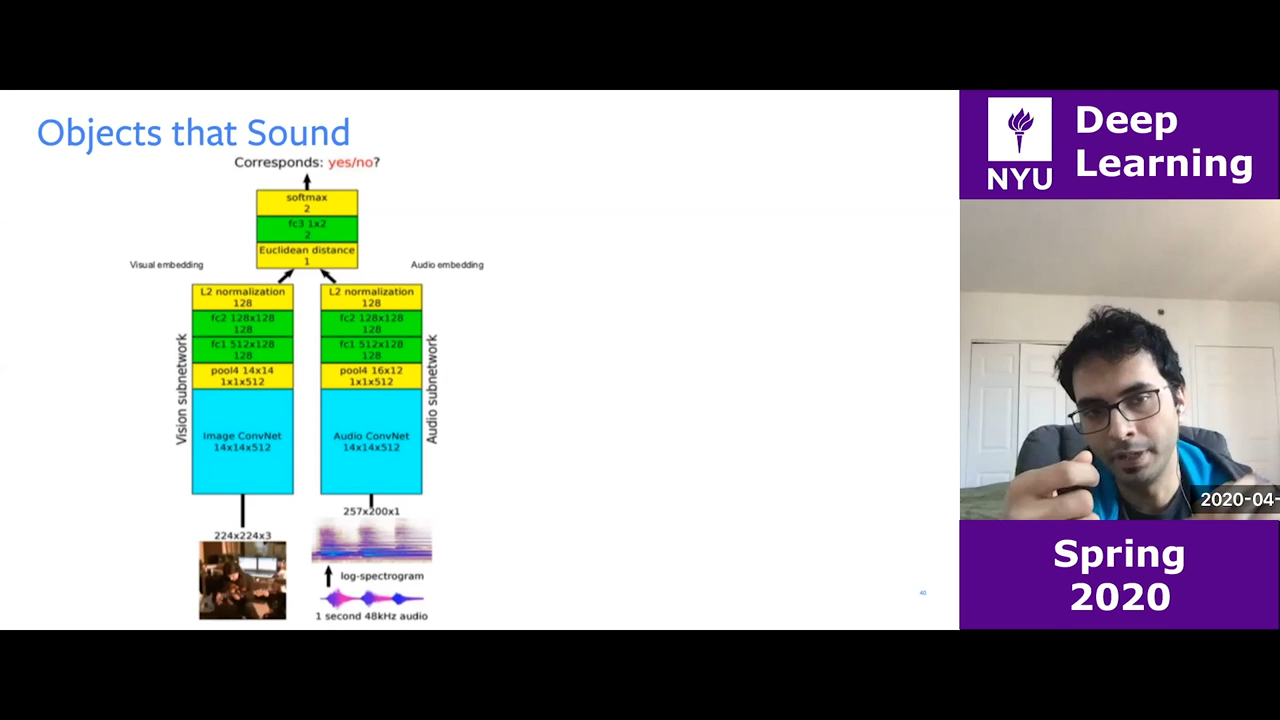 Objects that Sound
Corresponds: yes/no?
softmax
2
fc3 1x2
2
Euclidean distance
1
Visual embedding
Audio embedding
L2 normalization
128
fc2 128x128
128
fc1 512x128
128
pool4 14x14
1x1x512
Image ConvNet
14x14x512
Vision subnetwork
L2 normalization
128
fc2 128x128
128
fc1 512x128
128
pool4 16x12
1x1x512
Audio ConvNet
14x14x512
Audio subnetwork
224x224x3
257x200x1
log-spectrogram
1 second 48kHz audio
40
NYU
Deep
Learning
2020-04-
Spring
2020